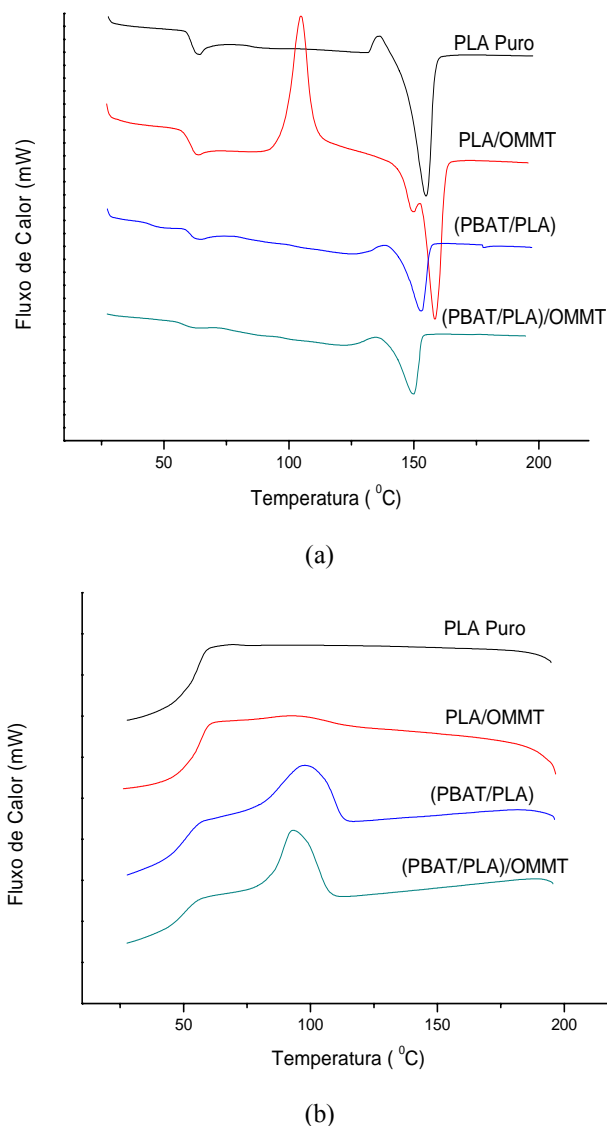 PLA Puro
PLA/OMMT
(PBAT/PLA)
(PBAT/PLA)/OMMT
Fluxo de Calor (mW)
50 100 150 200
Temperatura ( ⁰C)
(a)
PLA Puro
PLA/OMMT
(PBAT/PLA)
(PBAT/PLA)/OMMT
Fluxo de Calor (mW)
50 100 150 200
Temperatura ( ⁰C)
(b)